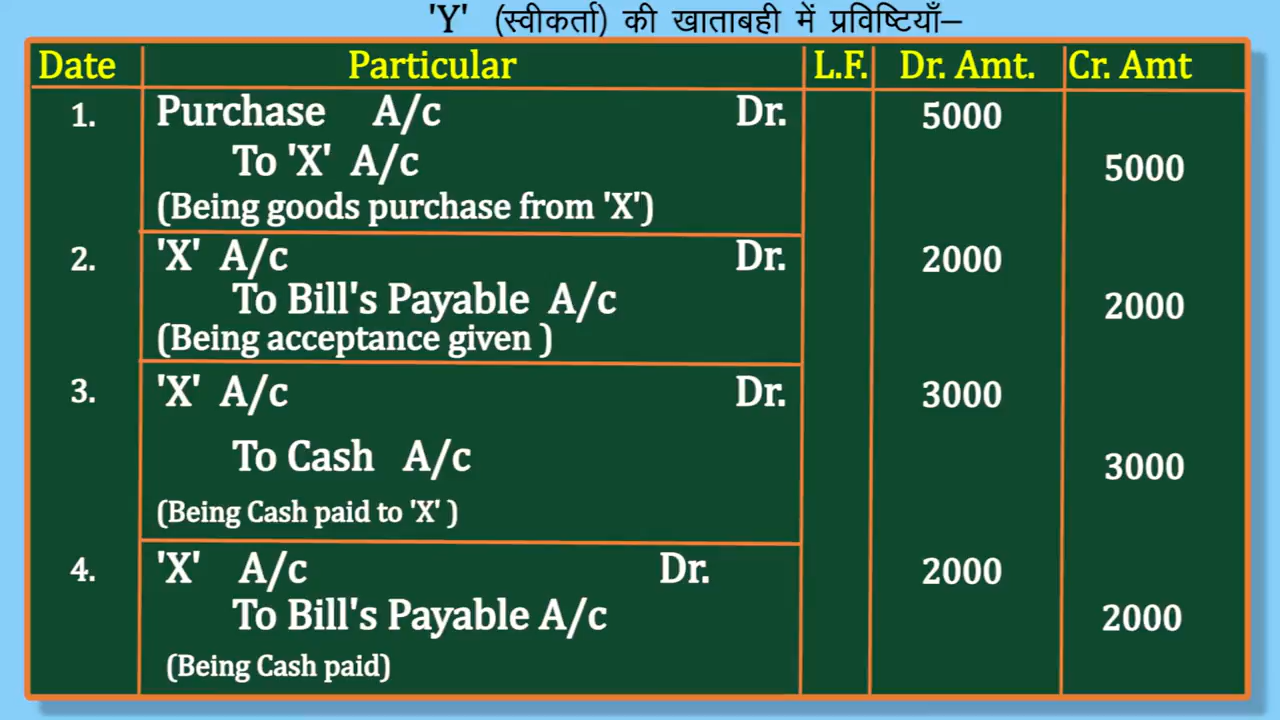 'Y' (स्वीकर्ता) की खाताबही में प्रविष्टियाँ–
Date Particular L.F. Dr. Amt. Cr. Amt
1. Purchase A/c Dr. 5000
To 'X' A/c 5000
(Being goods purchase from 'X')
2. 'X' A/c Dr. 2000
To Bill's Payable A/c 2000
(Being acceptance given )
3. 'X' A/c Dr. 3000
To Cash A/c 3000
(Being Cash paid to 'X' )
4. 'X' A/c Dr. 2000
To Bill's Payable A/c 2000
(Being Cash paid)